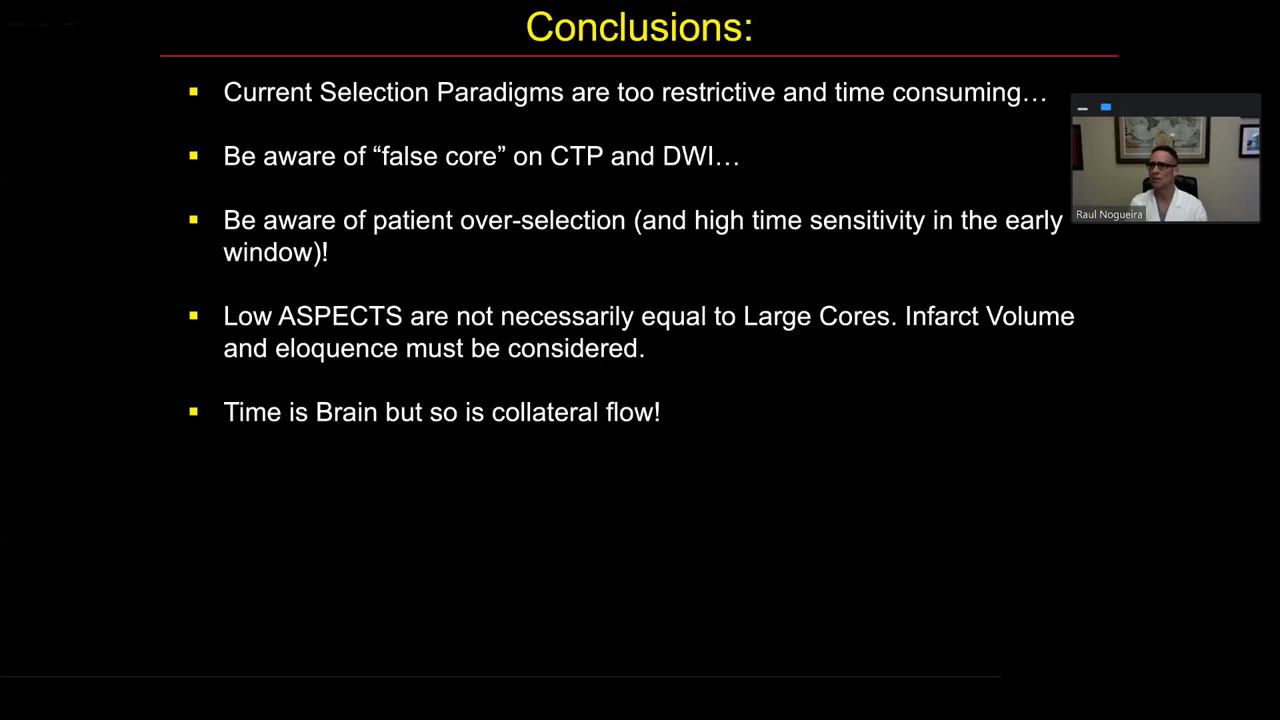 Conclusions:
Current Selection Paradigms are too restrictive and time consuming…
Be aware of “false core” on CTP and DWI…
Be aware of patient over-selection (and high time sensitivity in the early
window)!
Low ASPECTS are not necessarily equal to Large Cores. Infarct Volume
and eloquence must be considered.
Time is Brain but so is collateral flow!
Raul Nogueira